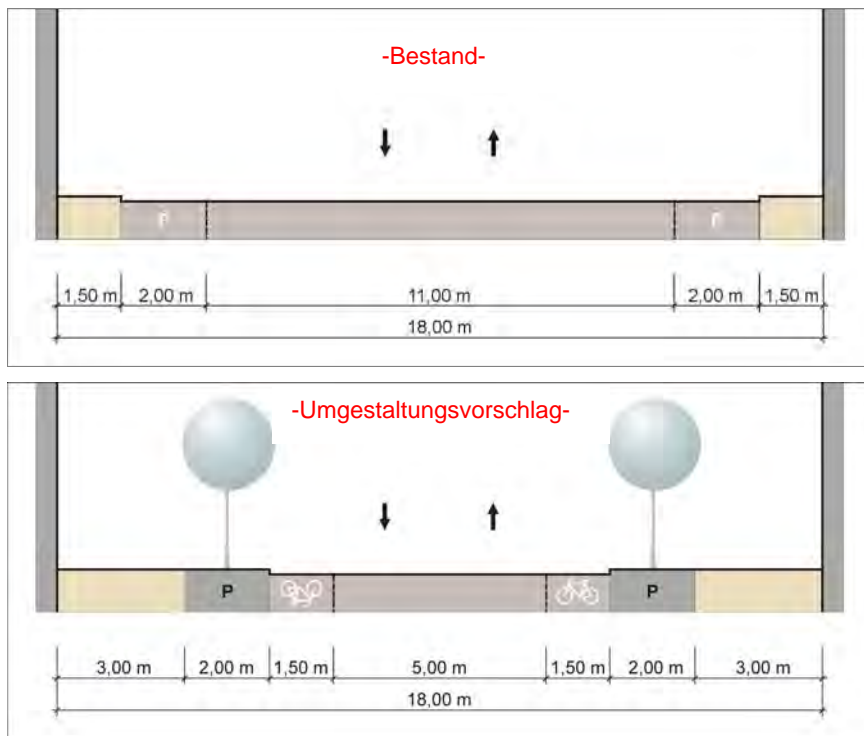 -Bestand-
P P
1,50 m 2,00 m 11,00 m 2,00 m 1,50 m
18,00 m
-Umgestaltungsvorschlag-
P P
3,00 m 2,00 m 1,50 m 5,00 m 1,50 m 2,00 m 3,00 m
18,00 m